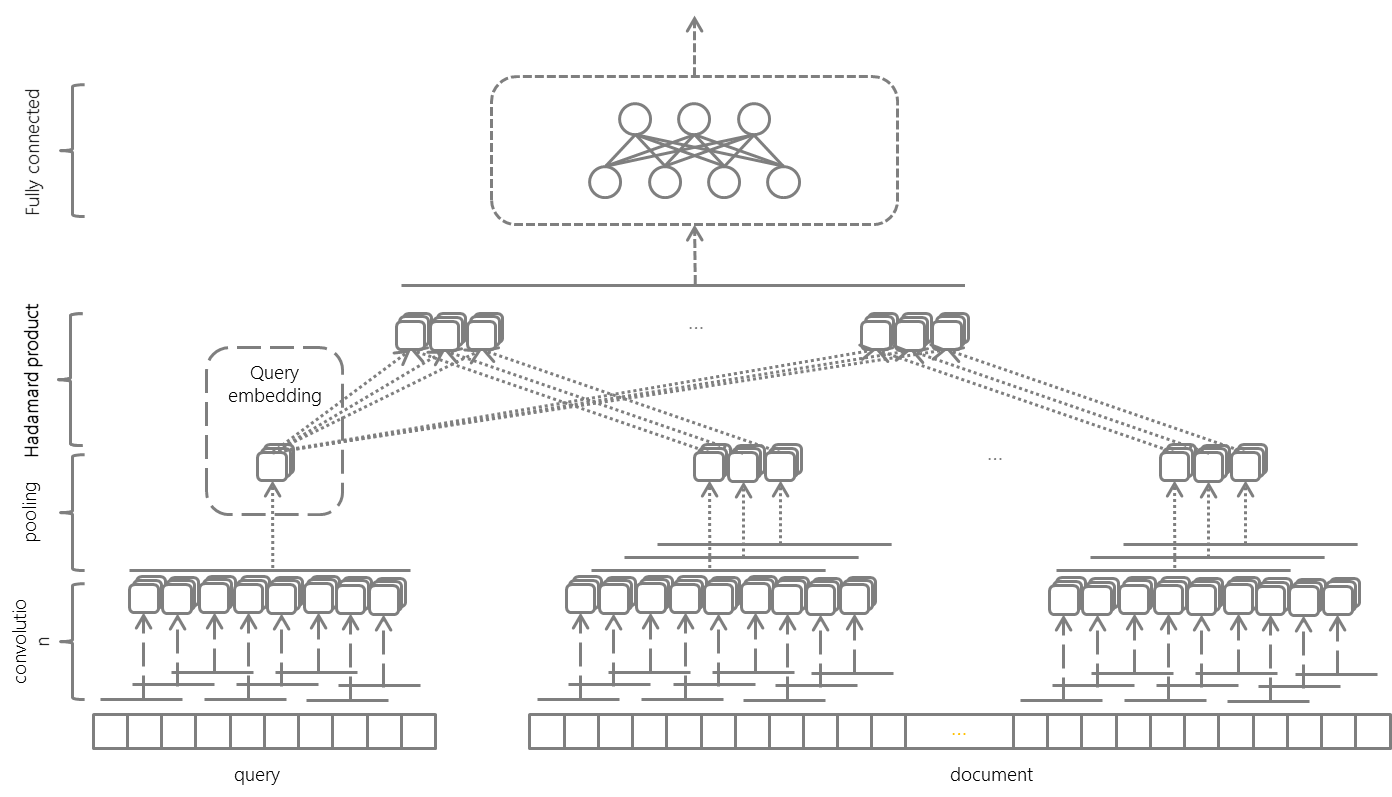 Fully connected
Hadamard product
...
Query
embedding
pooling
...
convolutio
n
...
query
document